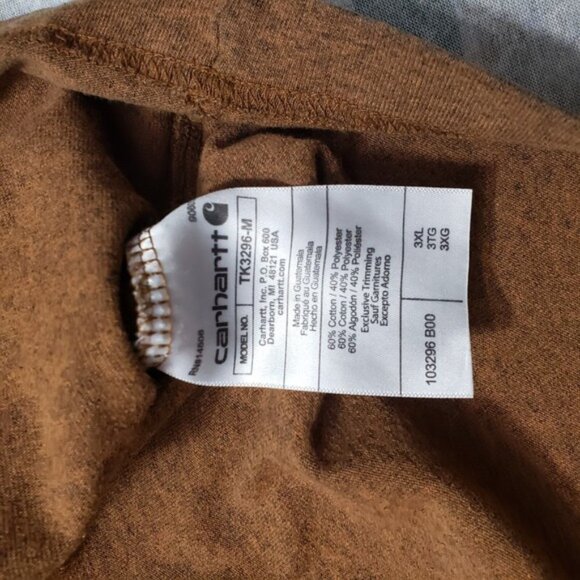 carhartt
MODEL NO. TK3296-M
Carhartt, Inc. P.O. Box 600
Dearborn, MI 48121 USA
carhartt.com
Made in Guatemala
Fabriqué au Guatemala
Hecho en Guatemala
60% Cotton / 40% Polyester
60% Coton / 40% Polyester
60% Algodón / 40% Poliéster
Exclusive Trimming
Sauf Garnitures
Excepto Adorno
3XL
3TG
3XG
103296 B00